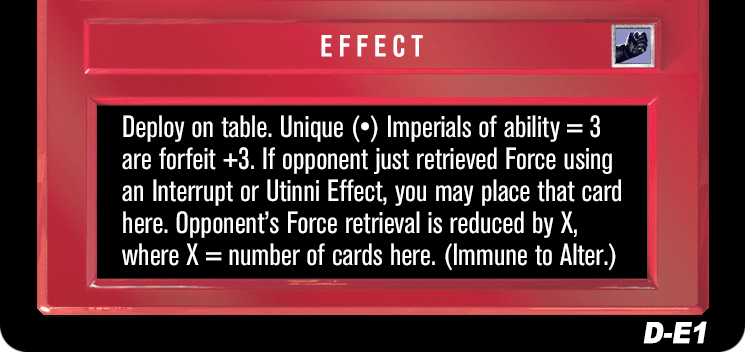 EFFECT
Deploy on table. Unique (•) Imperials of ability = 3
are forfeit +3. If opponent just retrieved Force using
an Interrupt or Utinni Effect, you may place that card
here. Opponent’s Force retrieval is reduced by X,
where X = number of cards here. (Immune to Alter.)
D-E1